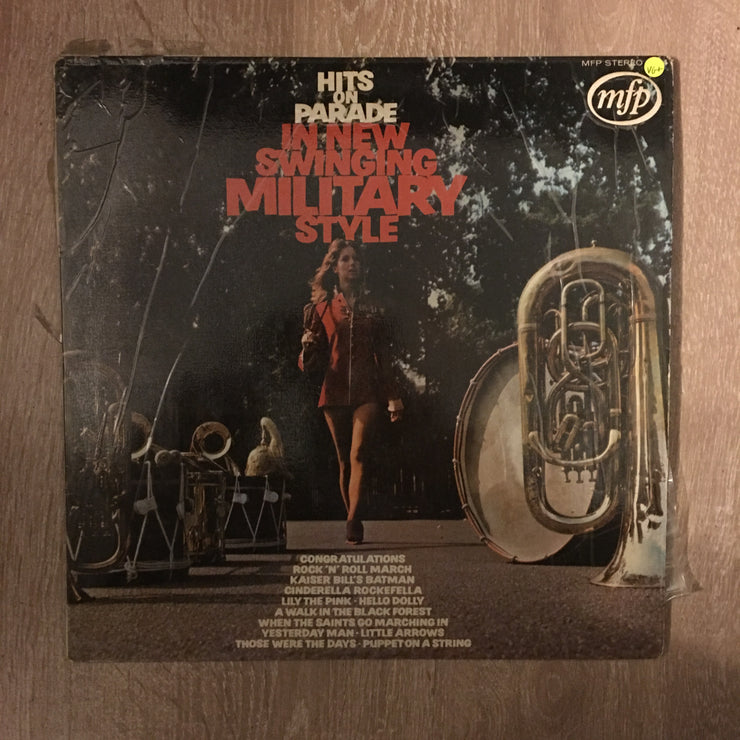 MFP STEREO
VG+
mfp
HITS
ON
PARADE
IN NEW
SWINGING
MILITARY
STYLE
CONGRATULATIONS
ROCK 'N' ROLL MARCH
KAISER BILL'S BATMAN
CINDERELLA ROCKEFELLA
LILY THE PINK · HELLO DOLLY
A WALK IN THE BLACK FOREST
WHEN THE SAINTS GO MARCHING IN
YESTERDAY MAN · LITTLE ARROWS
THOSE WERE THE DAYS · PUPPET ON A STRING